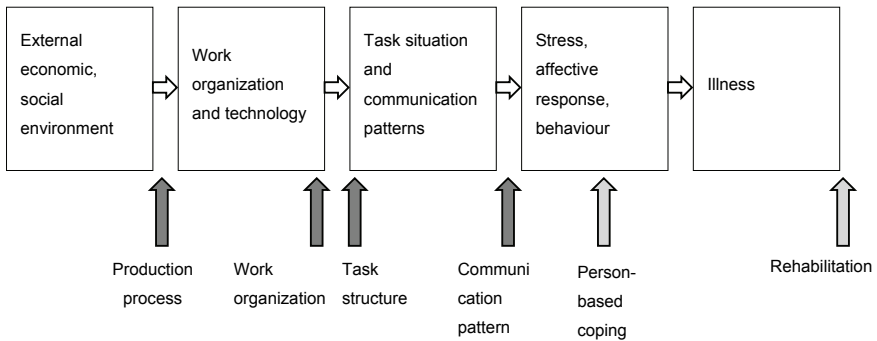 External
economic,
social
environment
Work
organization
and technology
Task situation
and
communication
patterns
Stress,
affective
response,
behaviour
Illness
Production
process
Work
organization
Task
structure
Communi
cation
pattern
Person-
based
coping
Rehabilitation